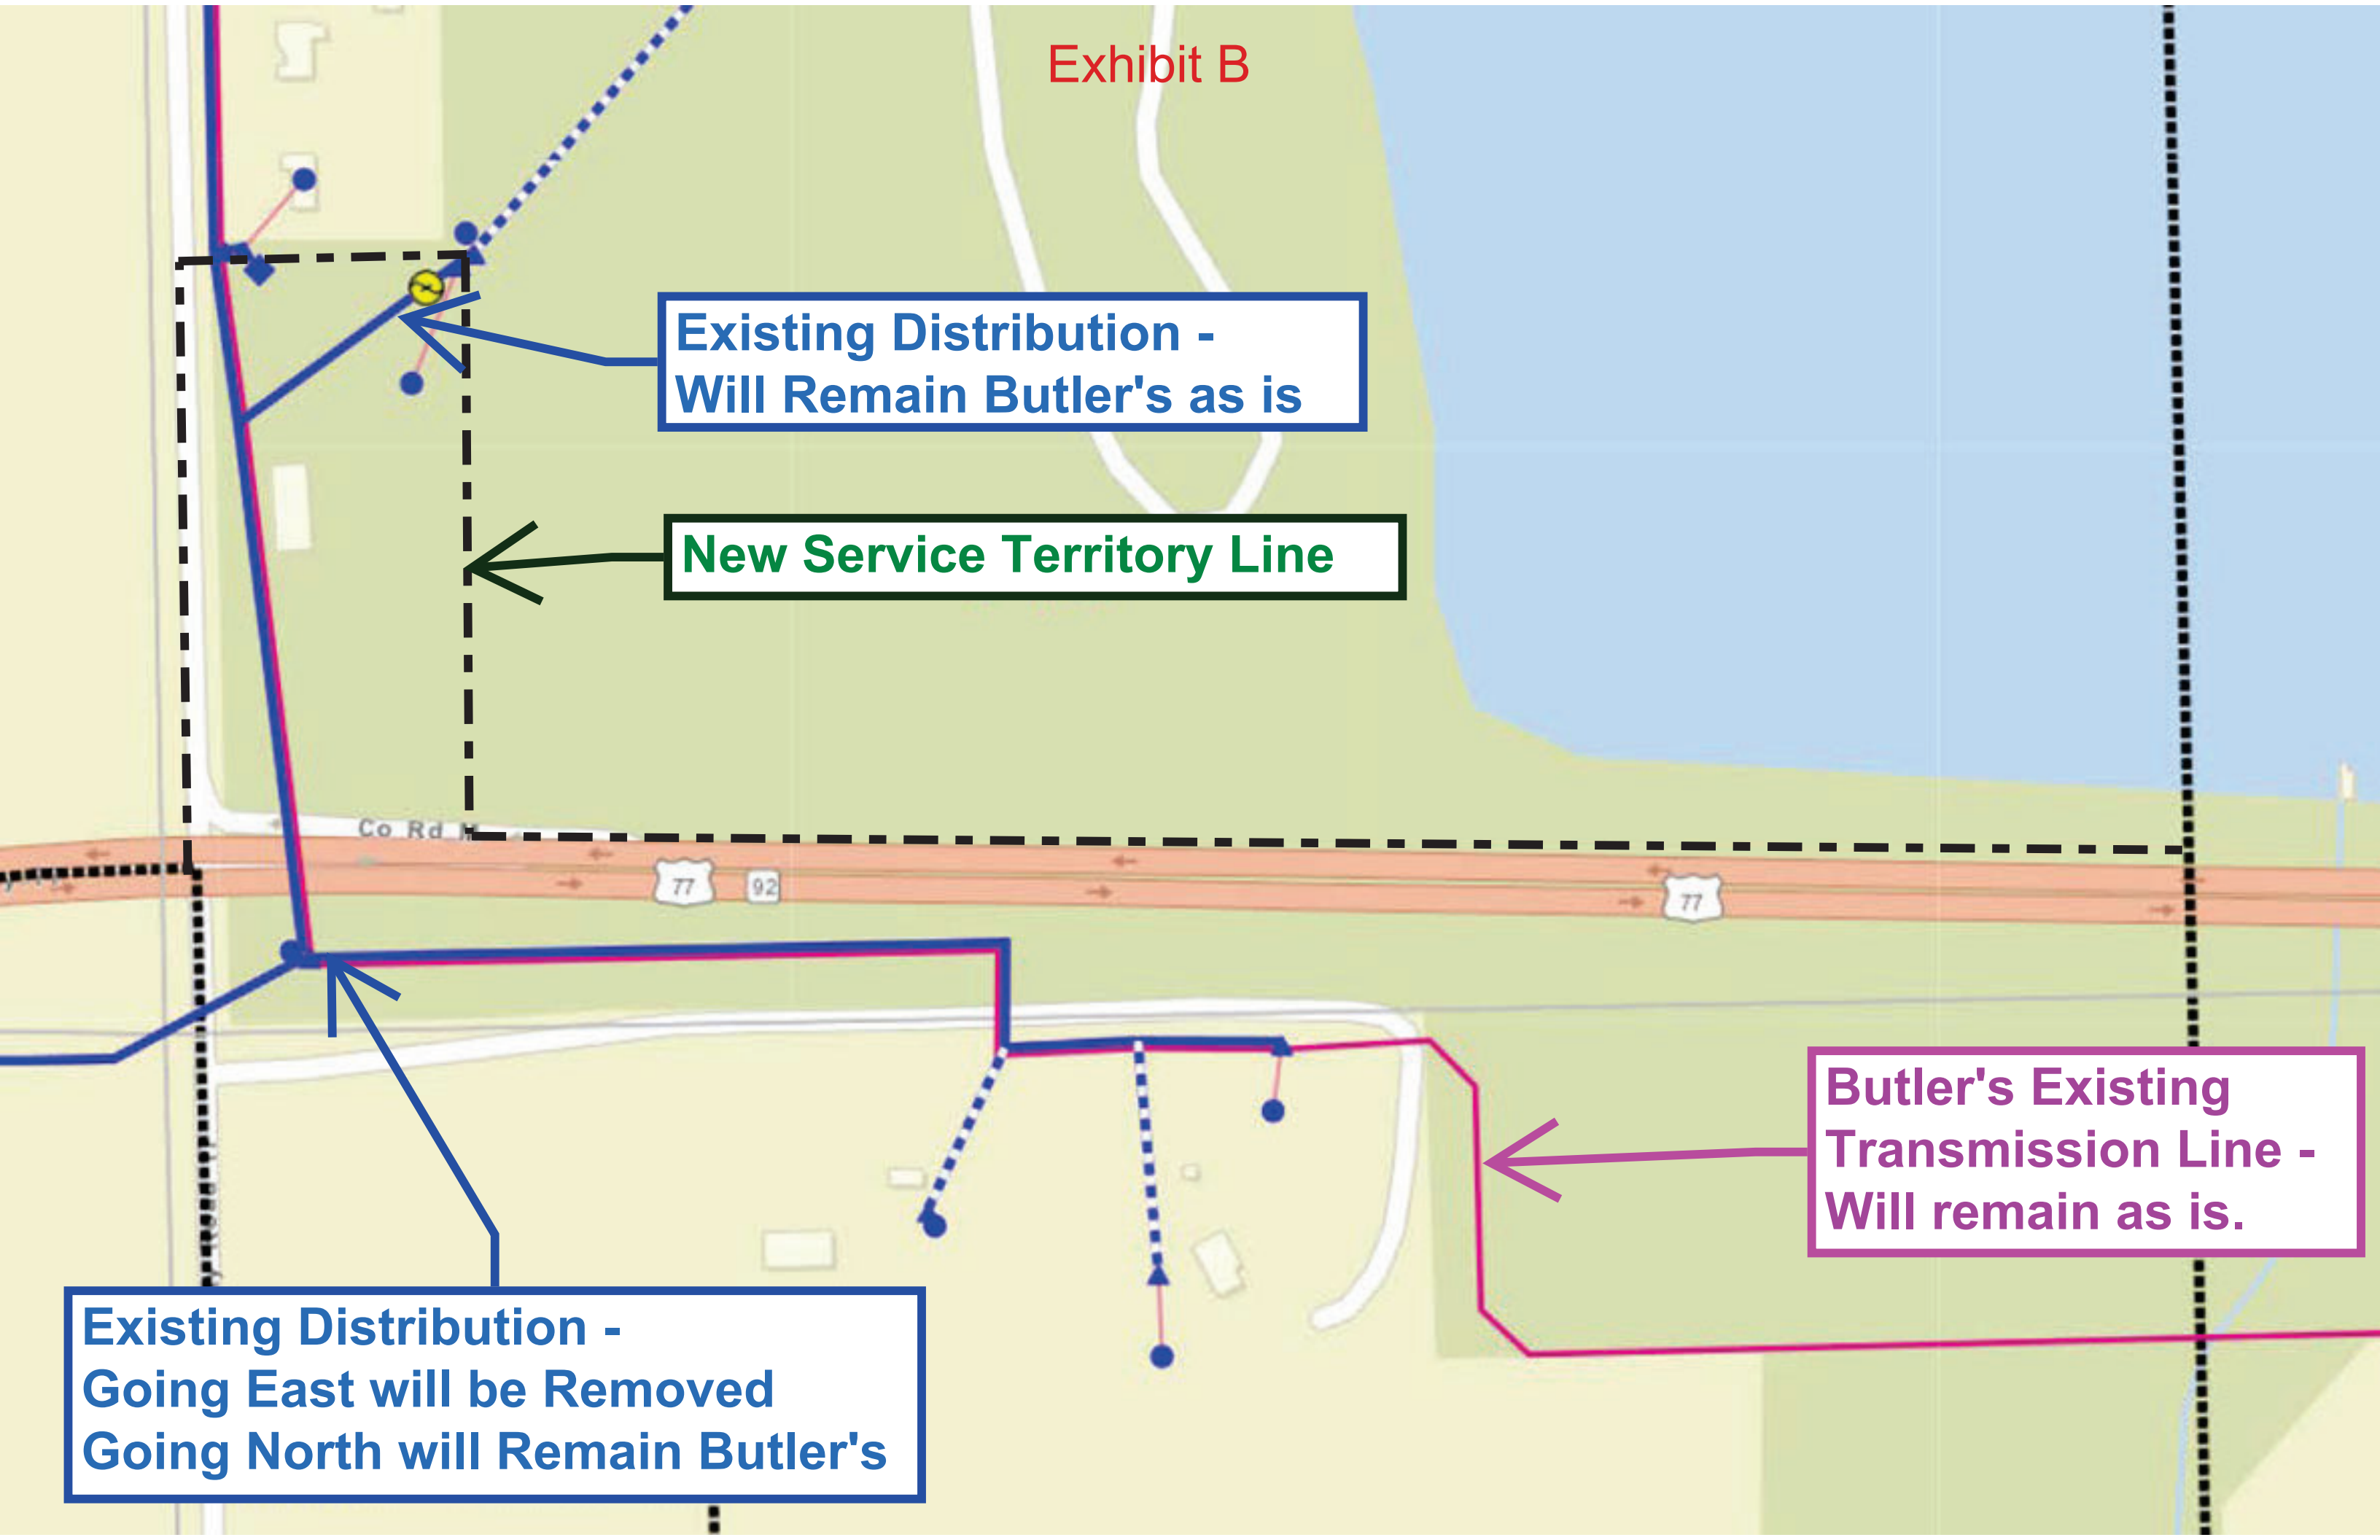 Exhibit B
Existing Distribution -
Will Remain Butler's as is
New Service Territory Line
Co Rd M
77
92
77
Butler's Existing
Transmission Line -
Will remain as is.
Existing Distribution -
Going East will be Removed
Going North will Remain Butler's